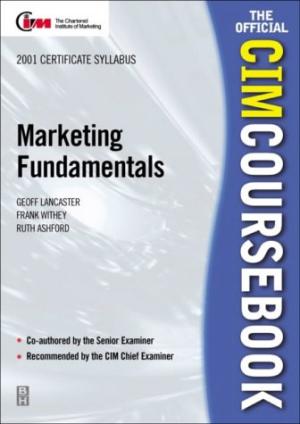 CIM
The Chartered
Institute of Marketing
2001 CERTIFICATE SYLLABUS
Marketing
Fundamentals
GEOFF LANCASTER
FRANK WITHEY
RUTH ASHFORD
• Co-authored by the Senior Examiner
• Recommended by the CIM Chief Examiner
B
H
THE
OFFICIAL
CIMCOURSEBOOK